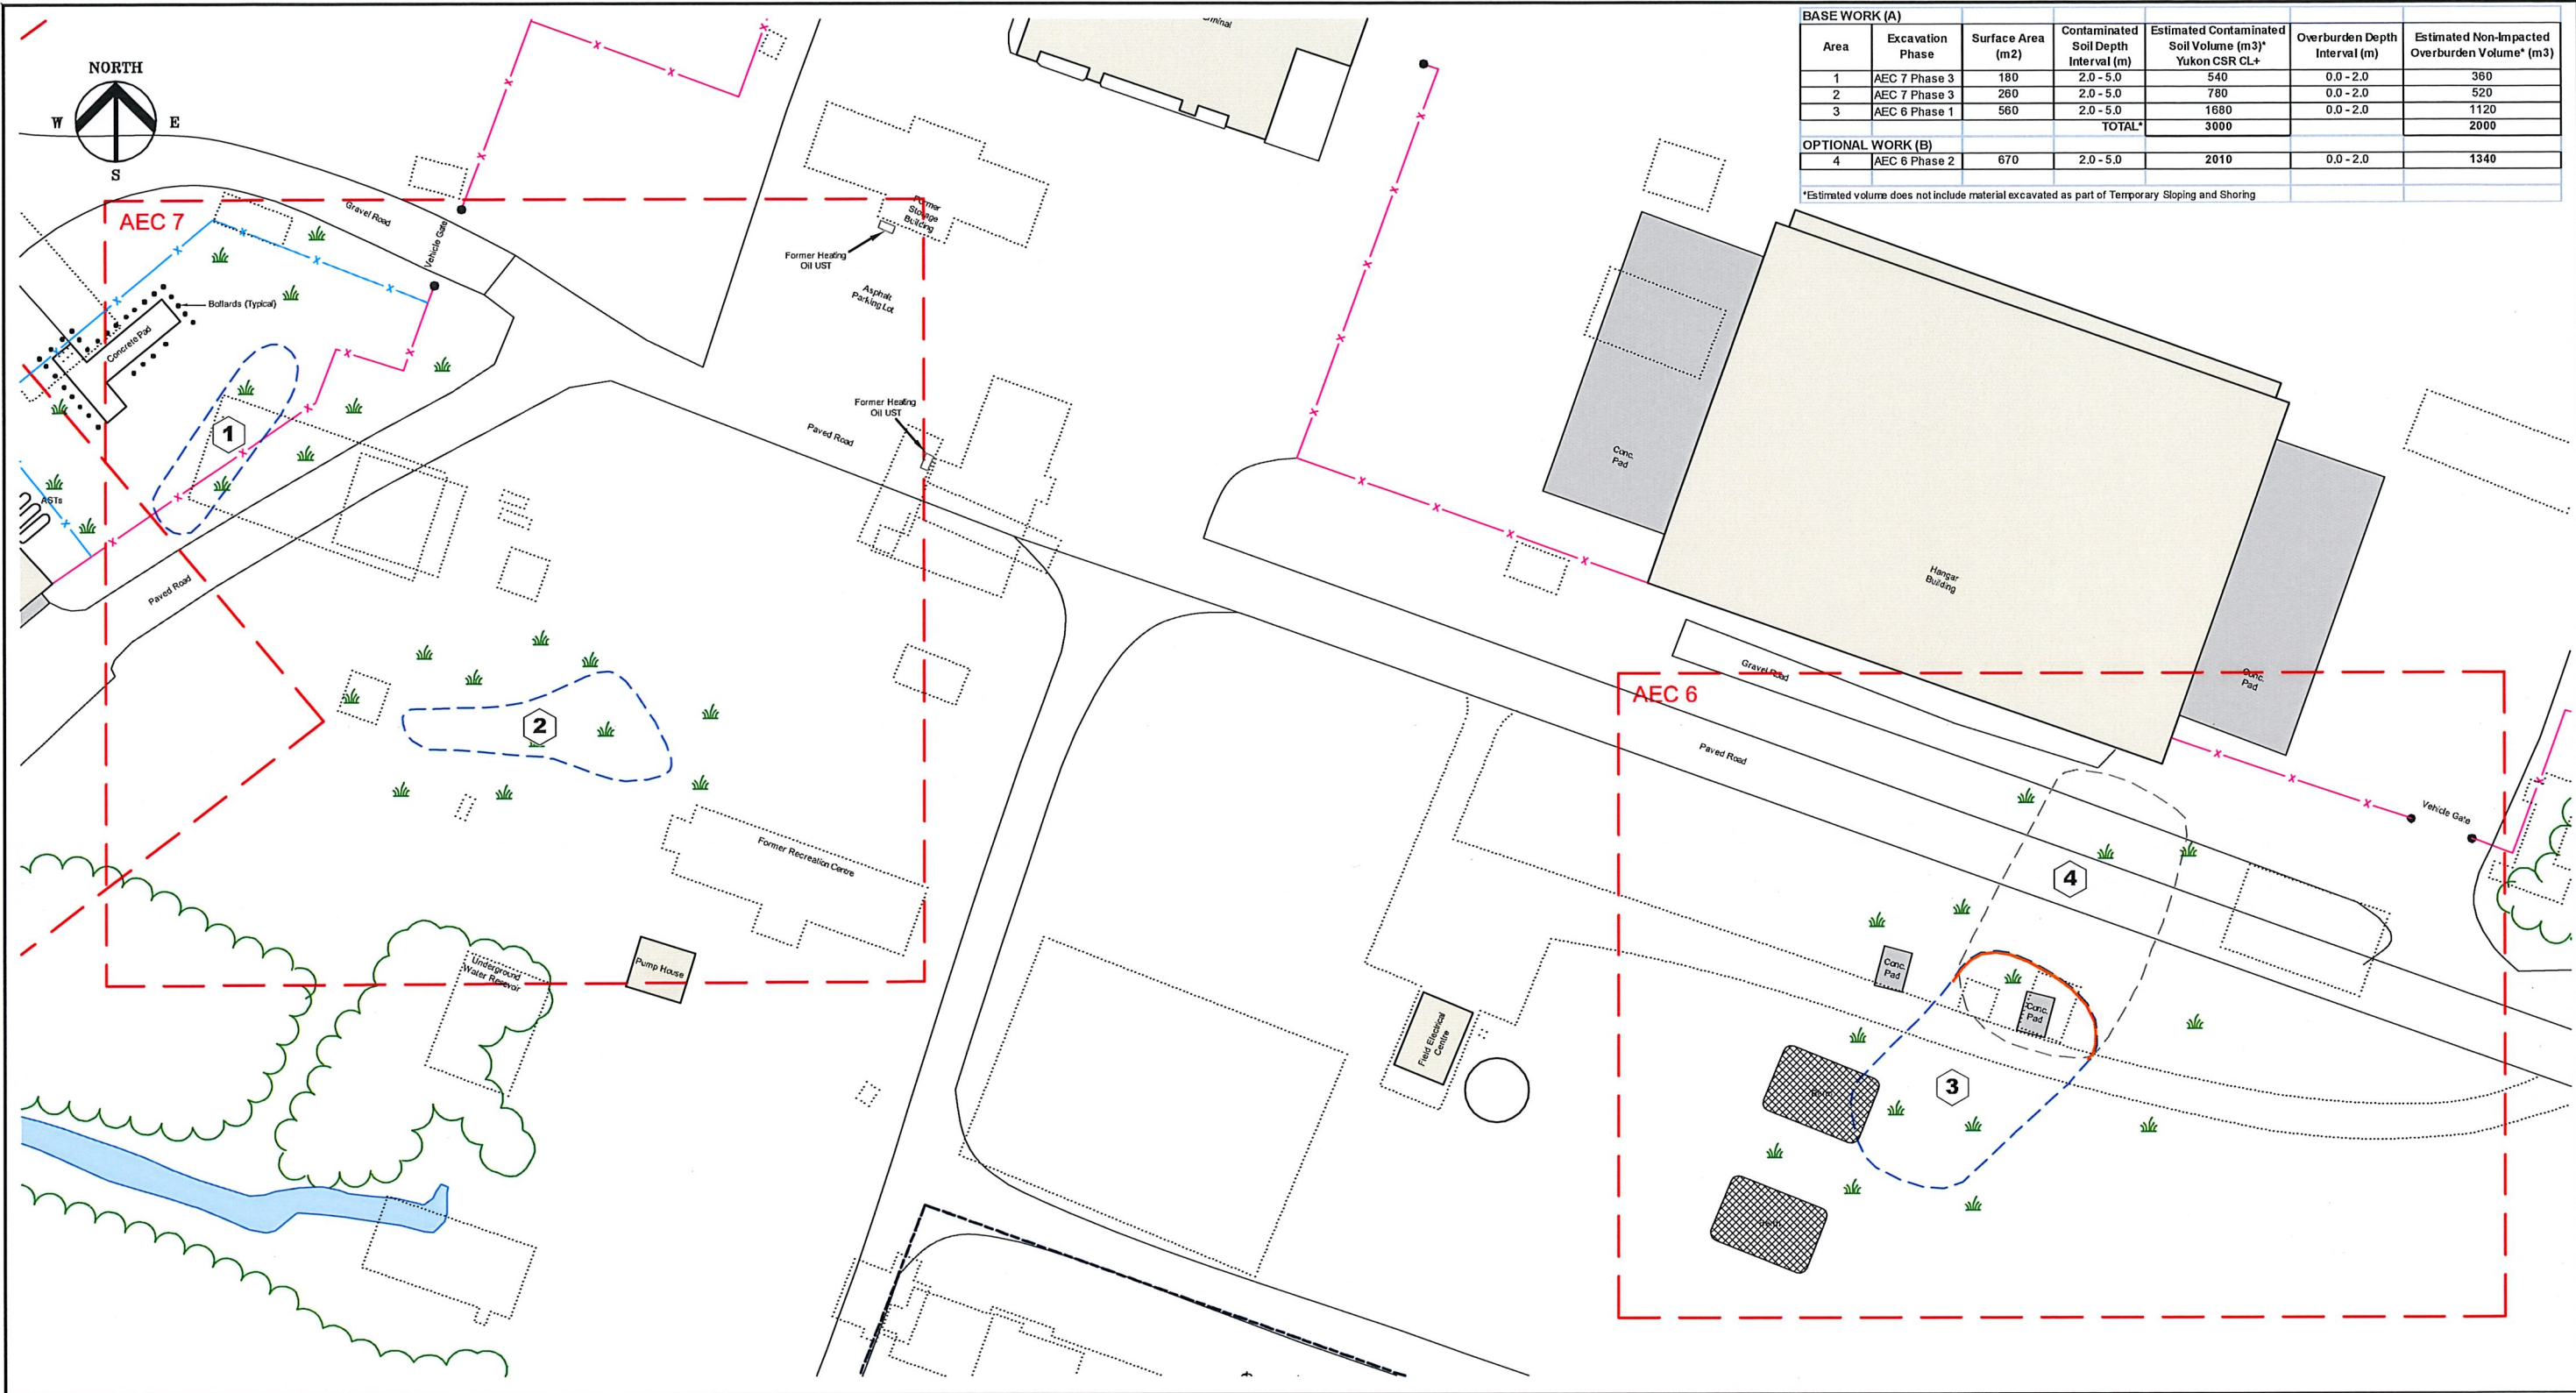 BASE WORK (A)
Area | Excavation Phase | Surface Area (m2) | Contaminated Soil Depth Interval (m) | Estimated Contaminated Soil Volume (m3)* Yukon CSR CL+ | Overburden Depth Interval (m) | Estimated Non-Impacted Overburden Volume* (m3)
1 | AEC 7 Phase 3 | 180 | 2.0 - 5.0 | 540 | 0.0 - 2.0 | 360
2 | AEC 7 Phase 3 | 260 | 2.0 - 5.0 | 780 | 0.0 - 2.0 | 520
3 | AEC 6 Phase 1 | 560 | 2.0 - 5.0 | 1680 | 0.0 - 2.0 | 1120
TOTAL* | 3000 | 2000
OPTIONAL WORK (B)
4 | AEC 6 Phase 2 | 670 | 2.0 - 5.0 | 2010 | 0.0 - 2.0 | 1340
*Estimated volume does not include material excavated as part of Temporary Sloping and Shoring
NORTH
W
E
S
AEC 7
Gravel Road
Vehicle Gate
Former
Storage
Building
Former Heating
Oil UST
Asphalt
Parking Lot
Bollards (Typical)
Concrete Pad
1
Former Heating
Oil UST
Paved Road
ASTs
Paved Road
2
Former Recreation Centre
Pump House
Underground
Water Resevoir
Conc.
Pad
Hangar
Building
Conc.
Pad
Gravel Road
AEC 6
Paved Road
Vehicle Gate
4
Conc.
Pad
Conc.
Pad
Field Electrical
Centre
3